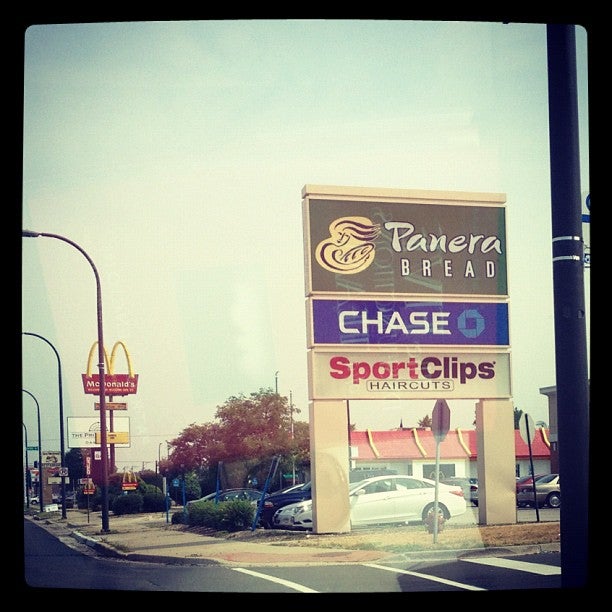 Panera
BREAD
CHASE
SportClips
HAIRCUTS
McDonald's